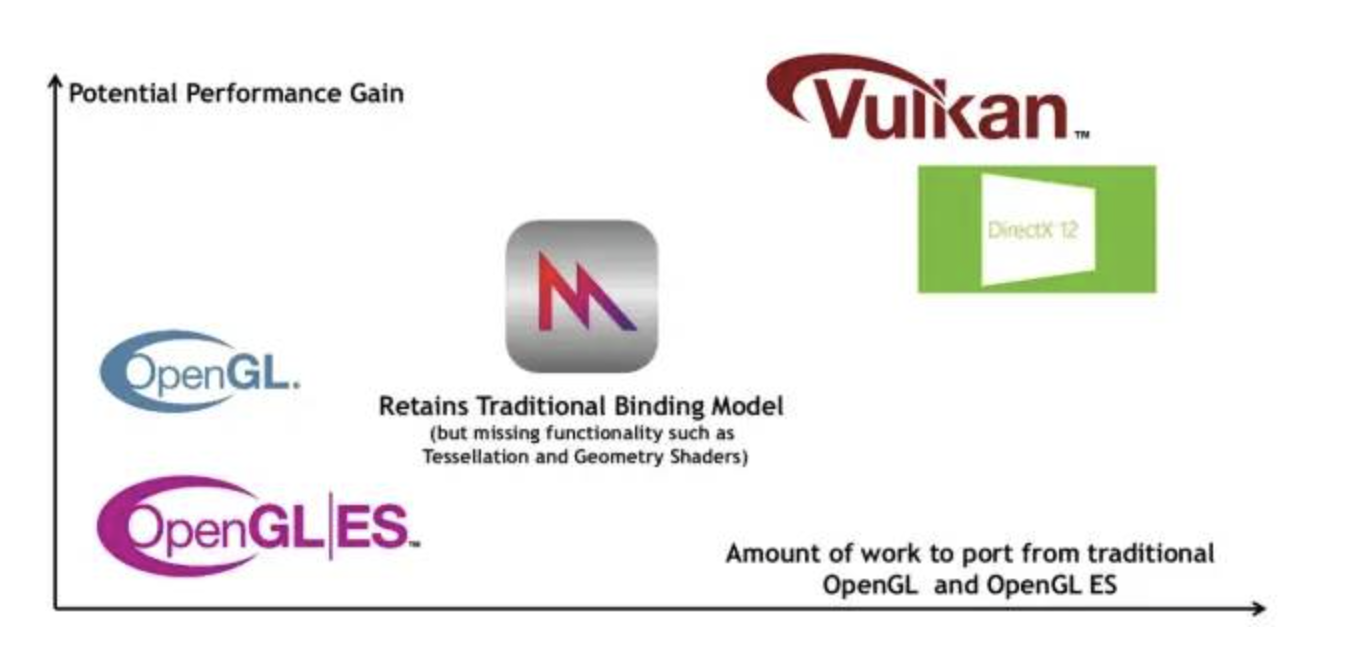 Potential Performance Gain
Vulkan™
DirectX 12
OpenGL.
Retains Traditional Binding Model
(but missing functionality such as
Tessellation and Geometry Shaders)
OpenGL|ES™
Amount of work to port from traditional
OpenGL and OpenGL ES